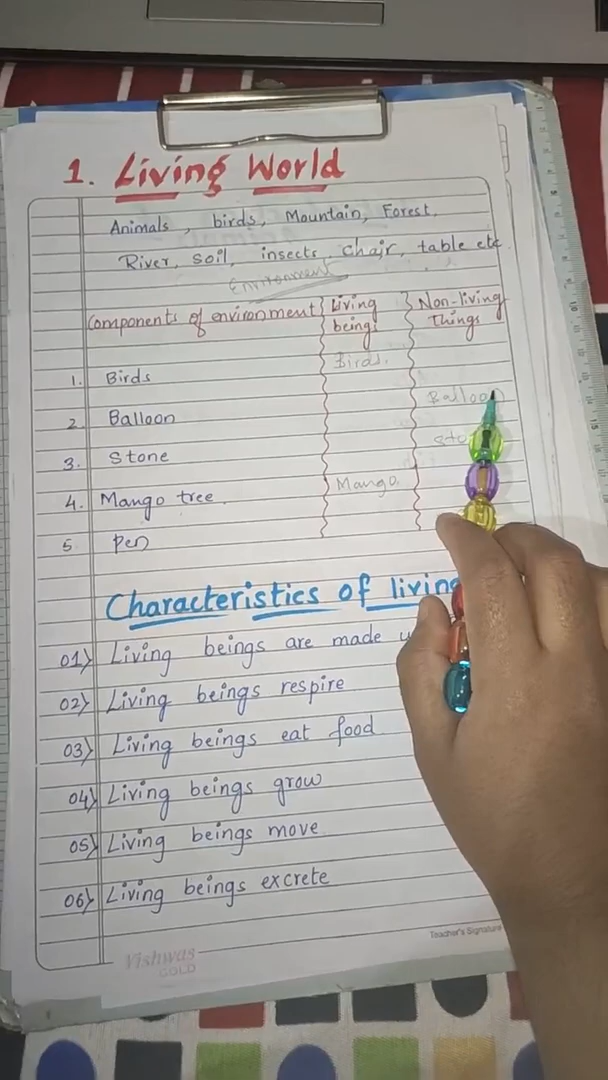 1. Living World
Animals, birds, Mountain, Forest,
River, soil, insects, chair, table etc
Environment
Components of environment Living beings Non-living Things
1. Birds Birds.
2. Balloon Balloon
3. Stone sto
4. Mango tree Mango
5 Pen
Characteristics of living
01) Living beings are made
02) Living beings respire
03) Living beings eat food
04) Living beings grow
05) Living beings move
06) Living beings excrete
Teacher's Signature
Vishwas
GOLD